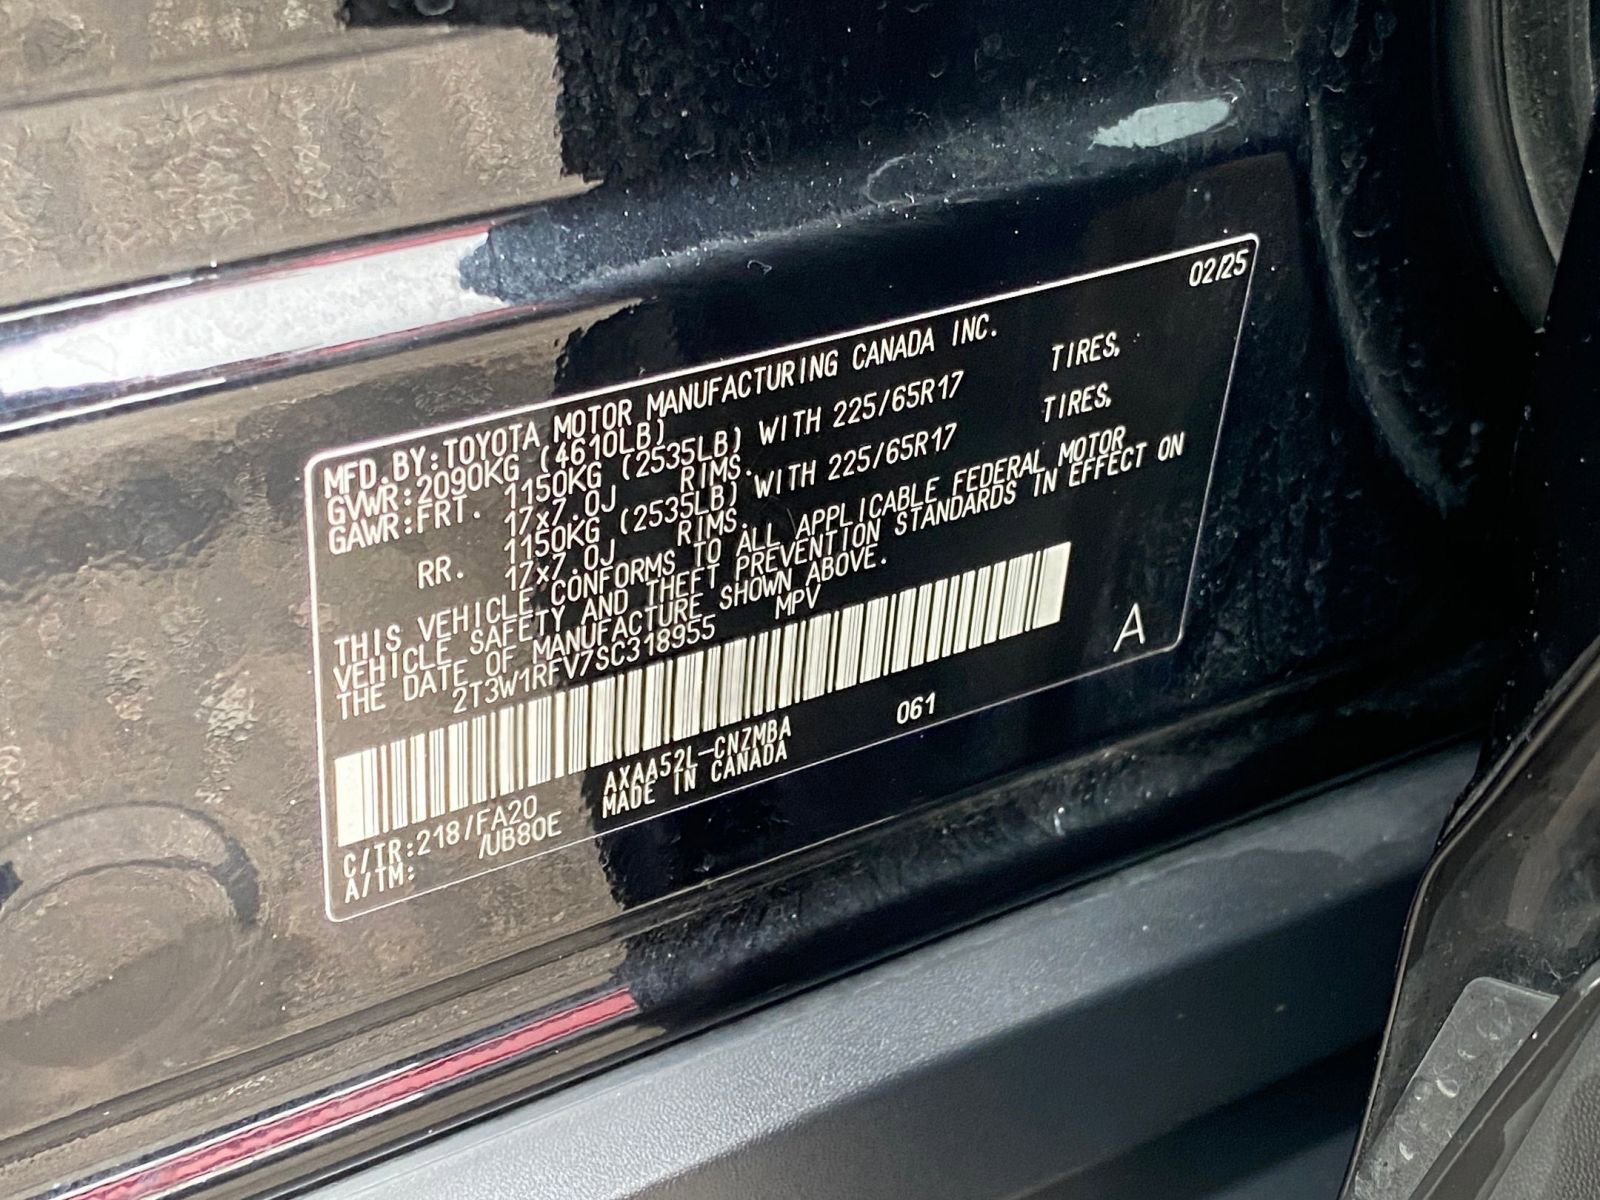 02/25
MFD.BY:TOYOTA MOTOR MANUFACTURING CANADA INC.
GVWR:2090KG (4610LB)
GAWR:FRT. 1150KG (2535LB) WITH 225/65R17 TIRES,
17x7.0J RIMS.
RR. 1150KG (2535LB) WITH 225/65R17 TIRES,
17x7.0J RIMS.
THIS VEHICLE CONFORMS TO ALL APPLICABLE FEDERAL MOTOR
VEHICLE SAFETY AND THEFT PREVENTION STANDARDS IN EFFECT ON
THE DATE OF MANUFACTURE SHOWN ABOVE.
2T3W1RFV7SC318955 MPV
A
C/TR:218/FA20 AXAA52L-CNZMBA 061
A/TM: /UB80E MADE IN CANADA